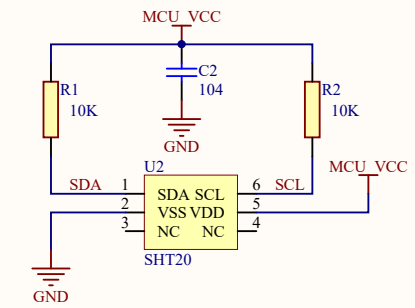 MCU_VCC
C2
104
GND
R1
10K
R2
10K
MCU_VCC
U2
SDA 1 SDA SCL 6 SCL
2 VSS VDD 5
3 NC NC 4
SHT20
GND